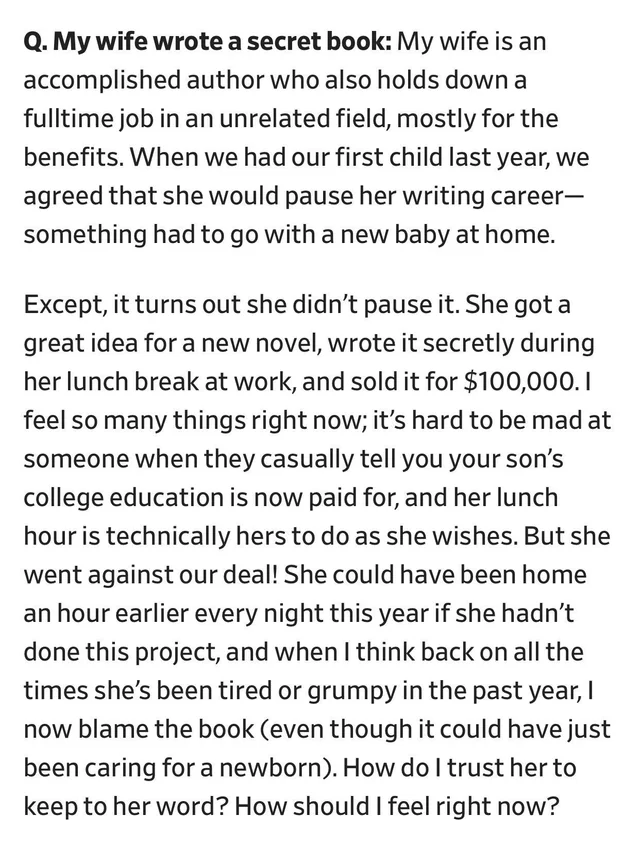 Q. My wife wrote a secret book: My wife is an
accomplished author who also holds down a
fulltime job in an unrelated field, mostly for the
benefits. When we had our first child last year, we
agreed that she would pause her writing career—
something had to go with a new baby at home.
Except, it turns out she didn’t pause it. She got a
great idea for a new novel, wrote it secretly during
her lunch break at work, and sold it for $100,000. I
feel so many things right now; it’s hard to be mad at
someone when they casually tell you your son’s
college education is now paid for, and her lunch
hour is technically hers to do as she wishes. But she
went against our deal! She could have been home
an hour earlier every night this year if she hadn’t
done this project, and when I think back on all the
times she’s been tired or grumpy in the past year, I
now blame the book (even though it could have just
been caring for a newborn). How do I trust her to
keep to her word? How should I feel right now?